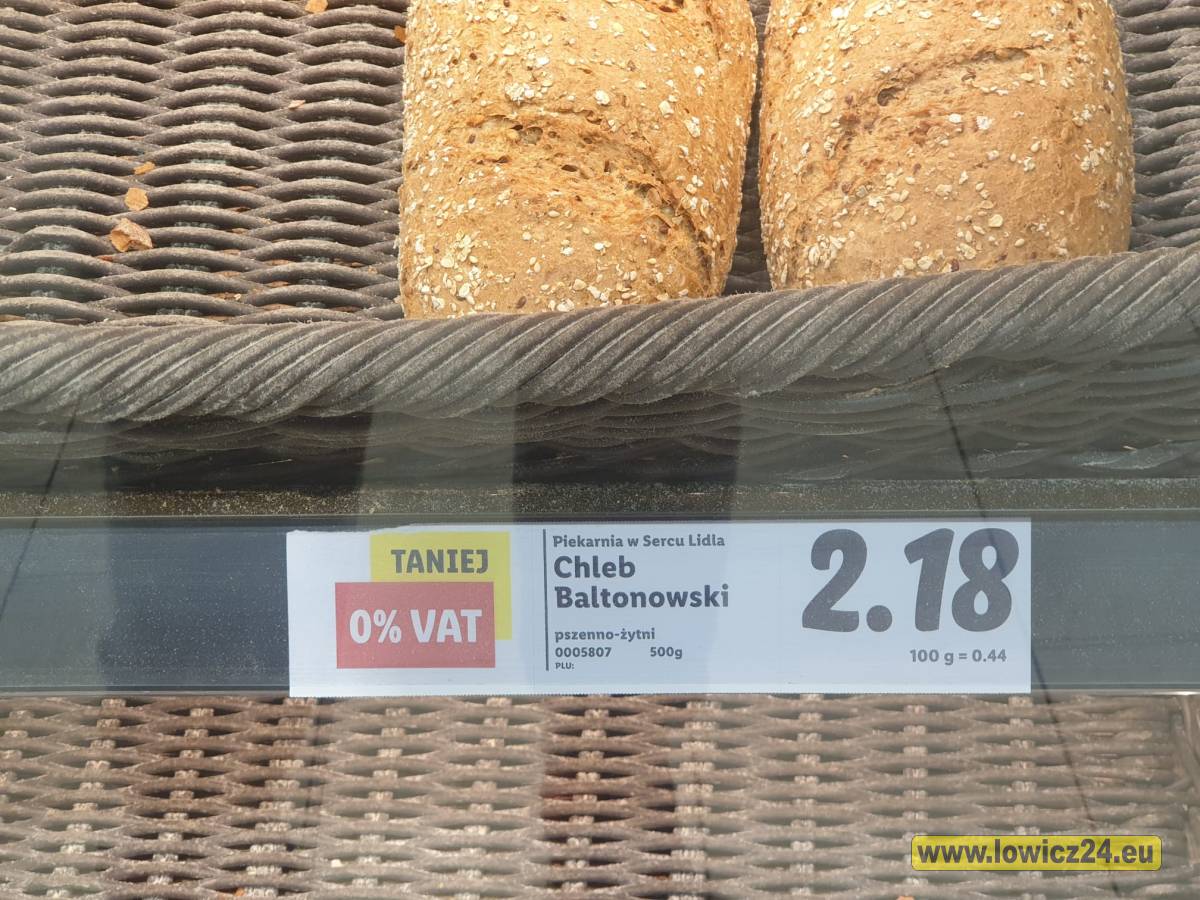 TANIEJ
0% VAT
Piekarnia w Sercu Lidla
Chleb
Baltonowski
pszenno-żytni
0005807 500g
PLU:
2.18
100 g = 0.44
www.lowicz24.eu